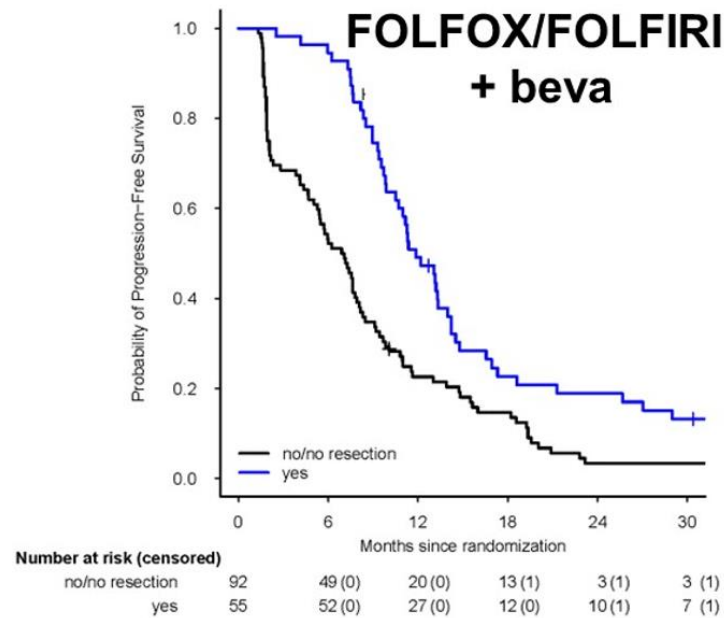 FOLFOX/FOLFIRI
+ beva
Probability of Progression–Free Survival
1.0
0.8
0.6
0.4
0.2
0.0
no/no resection
yes
0 6 12 18 24 30
Months since randomization
Number at risk (censored)
no/no resection 92 49 (0) 20 (0) 13 (1) 3 (1) 3 (1)
yes 55 52 (0) 27 (0) 12 (0) 10 (1) 7 (1)